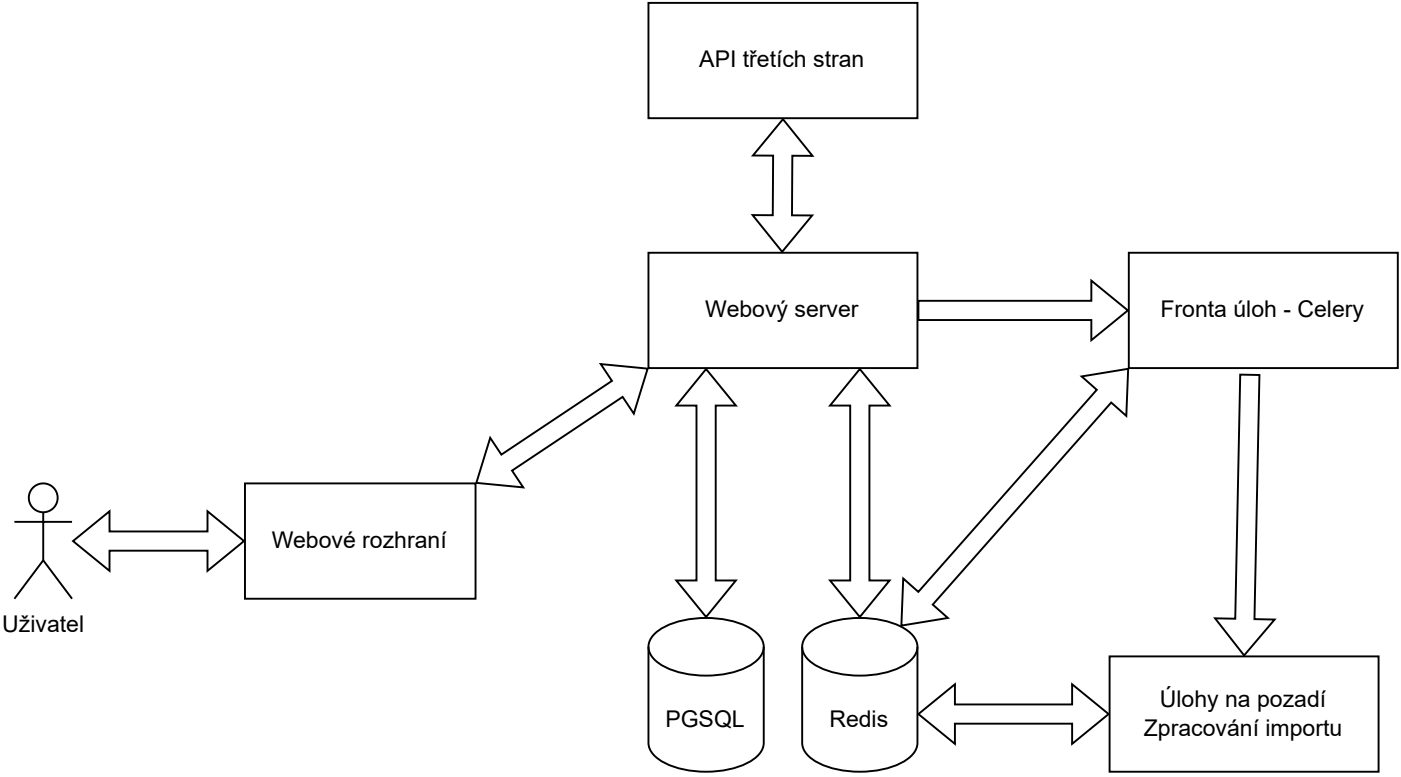 API třetích stran
Webový server
Fronta úloh - Celery
Webové rozhraní
Uživatel
PGSQL
Redis
Úlohy na pozadí
Zpracování importu